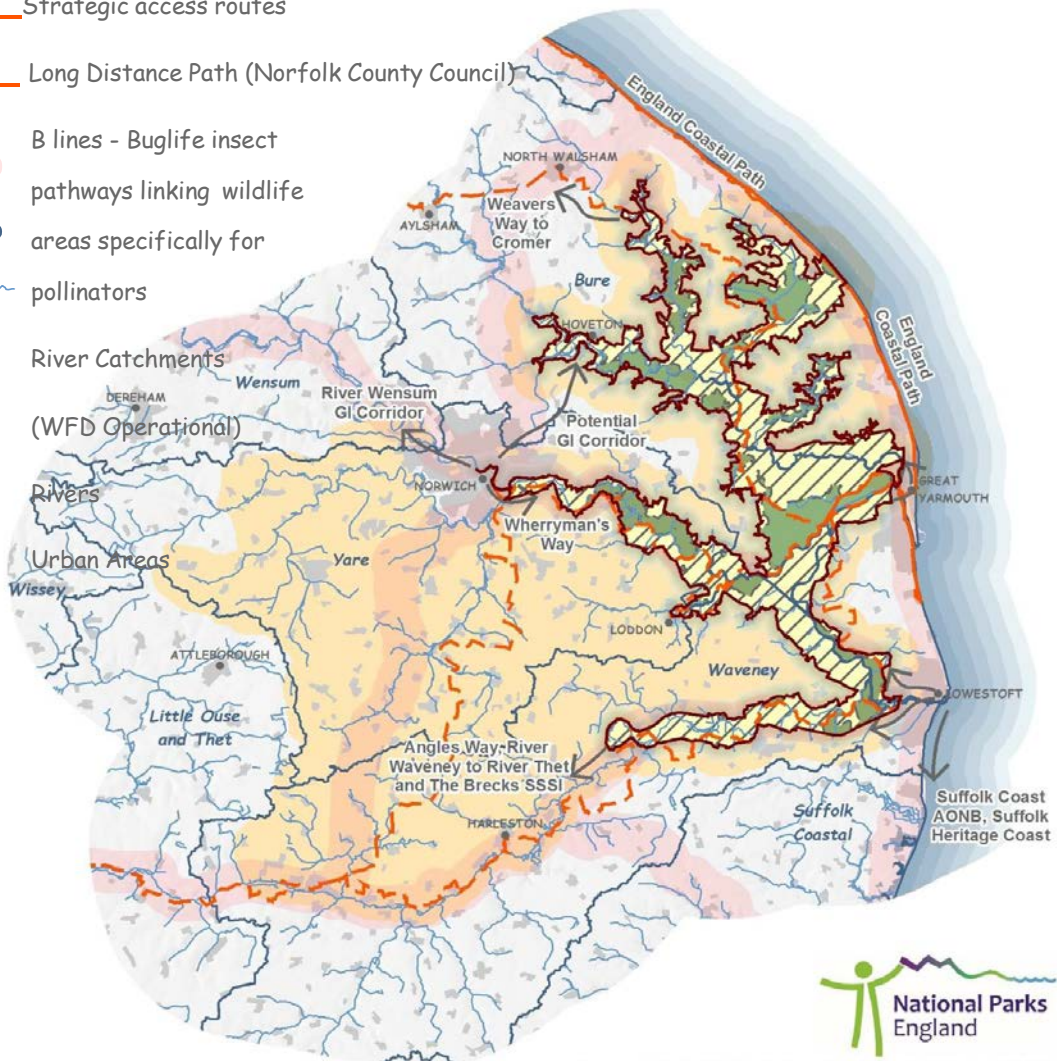 Strategic access routes
Long Distance Path (Norfolk County Council)
B lines - Buglife insect
pathways linking wildlife
areas specifically for
pollinators
River Catchments
(WFD Operational)
Rivers
Urban Areas
England Coastal Path
NORTH WALSHAM
AYLSHAM
Weavers
Way to
Cromer
Bure
HOVETON
England
Coastal Path
Wensum
DEREHAM
River Wensum
GI Corridor
Potential
GI Corridor
NORWICH
GREAT
YARMOUTH
Wherryman's
Way
Yare
Wissey
LODDON
ATTLEBOROUGH
Waveney
LOWESTOFT
Little Ouse
and Thet
Angles Way-River
Waveney to River Thet
and The Brecks SSSI
HARLESTON
Suffolk
Coastal
Suffolk Coast
AONB, Suffolk
Heritage Coast
National Parks
England